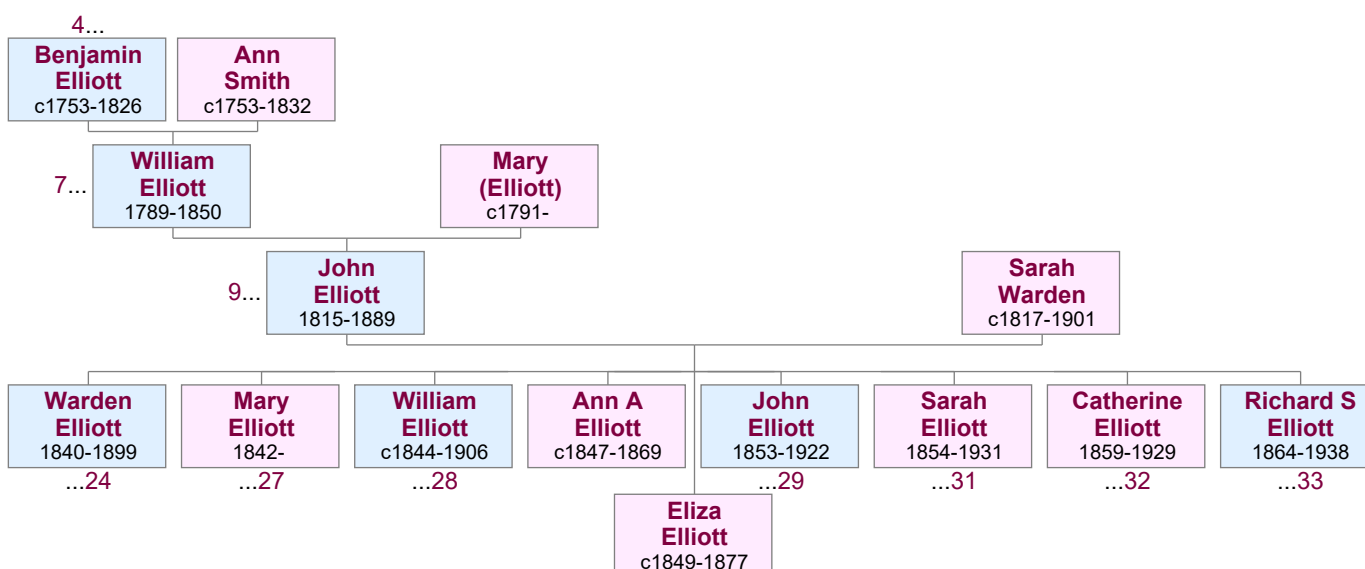 4...
Benjamin
Elliott
c1753-1826
Ann
Smith
c1753-1832
7...
William
Elliott
1789-1850
Mary
(Elliott)
c1791-
9...
John
Elliott
1815-1889
Sarah
Warden
c1817-1901
Warden
Elliott
1840-1899
...24
Mary
Elliott
1842-
...27
William
Elliott
c1844-1906
...28
Ann A
Elliott
c1847-1869
John
Elliott
1853-1922
...29
Sarah
Elliott
1854-1931
...31
Catherine
Elliott
1859-1929
...32
Richard S
Elliott
1864-1938
...33
Eliza
Elliott
c1849-1877